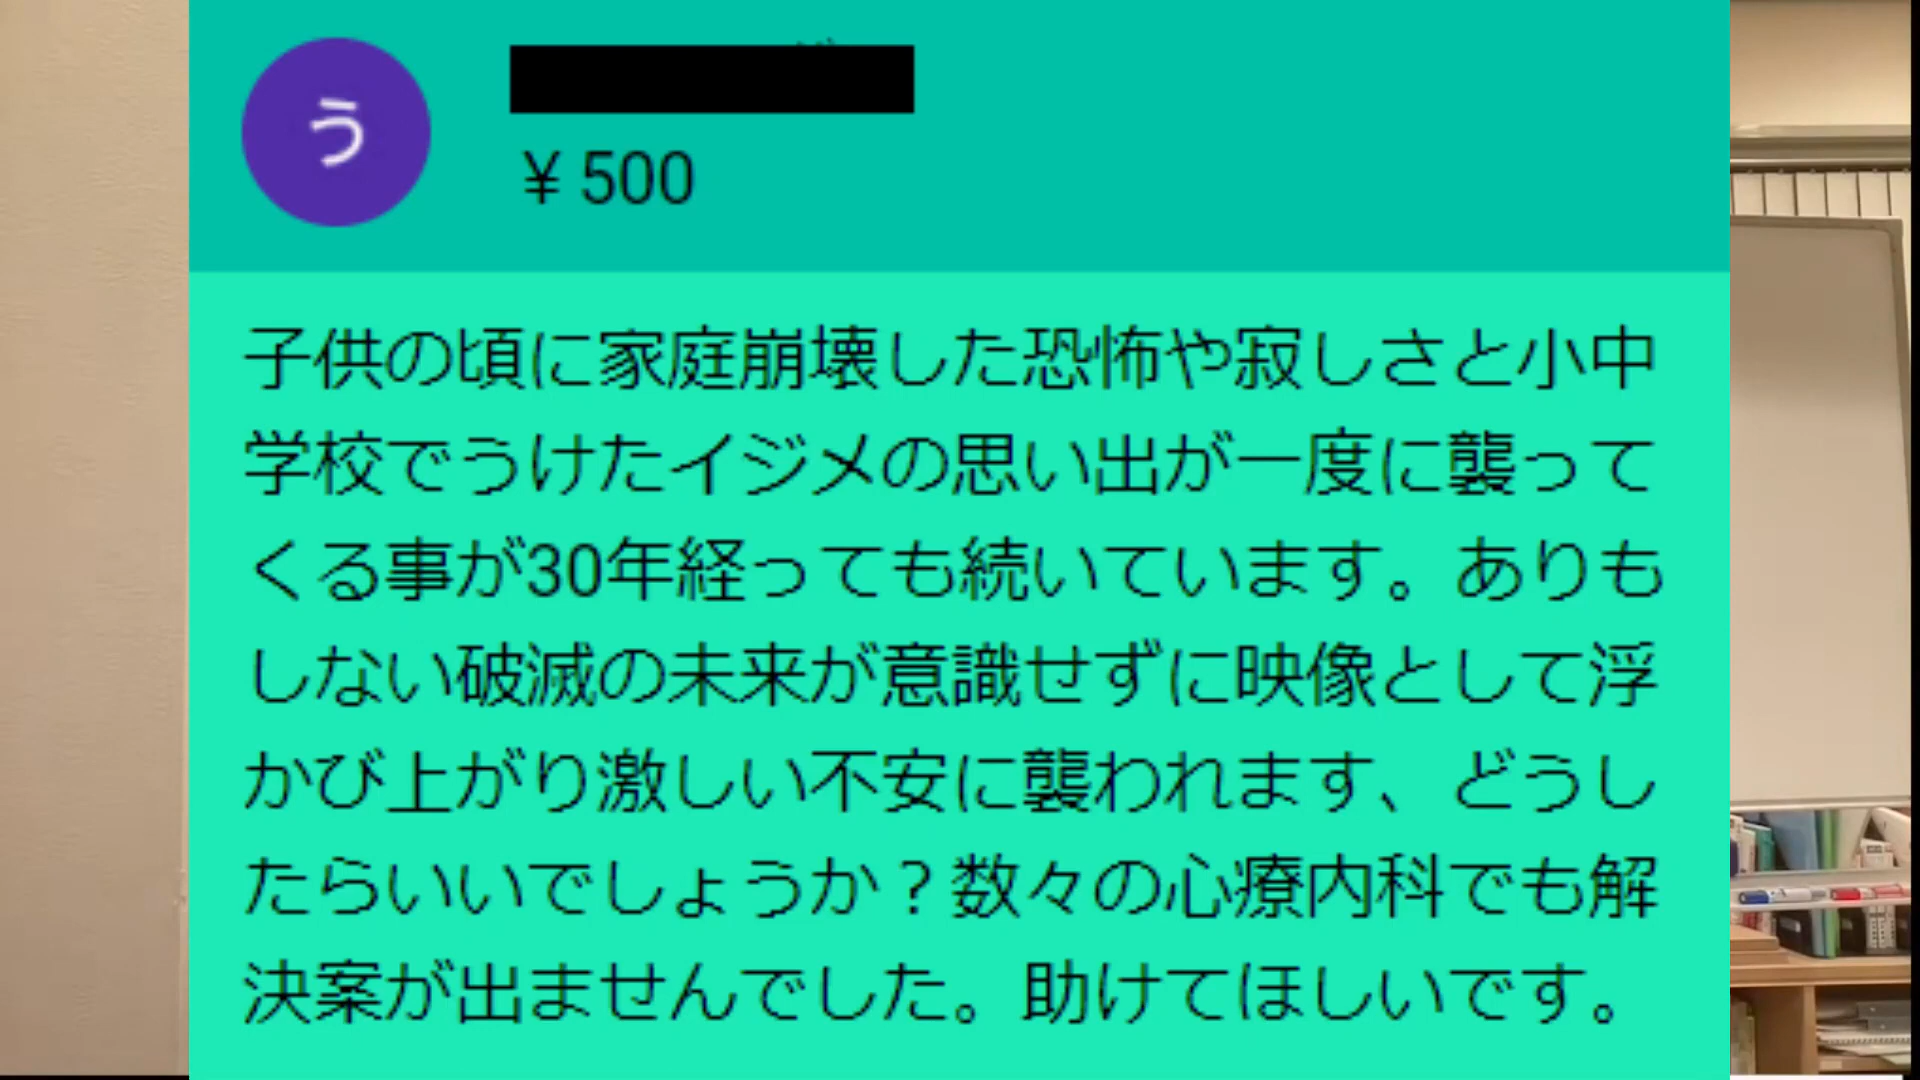 う
¥ 500
子供の頃に家庭崩壊した恐怖や寂しさと小中
学校でうけたイジメの思い出が一度に襲って
くる事が30年経っても続いています。ありも
しない破滅の未来が意識せずに映像として浮
かび上がり激しい不安に襲われます、どうし
たらいいでしょうか？数々の心療内科でも解
決案が出ませんでした。助けてほしいです。